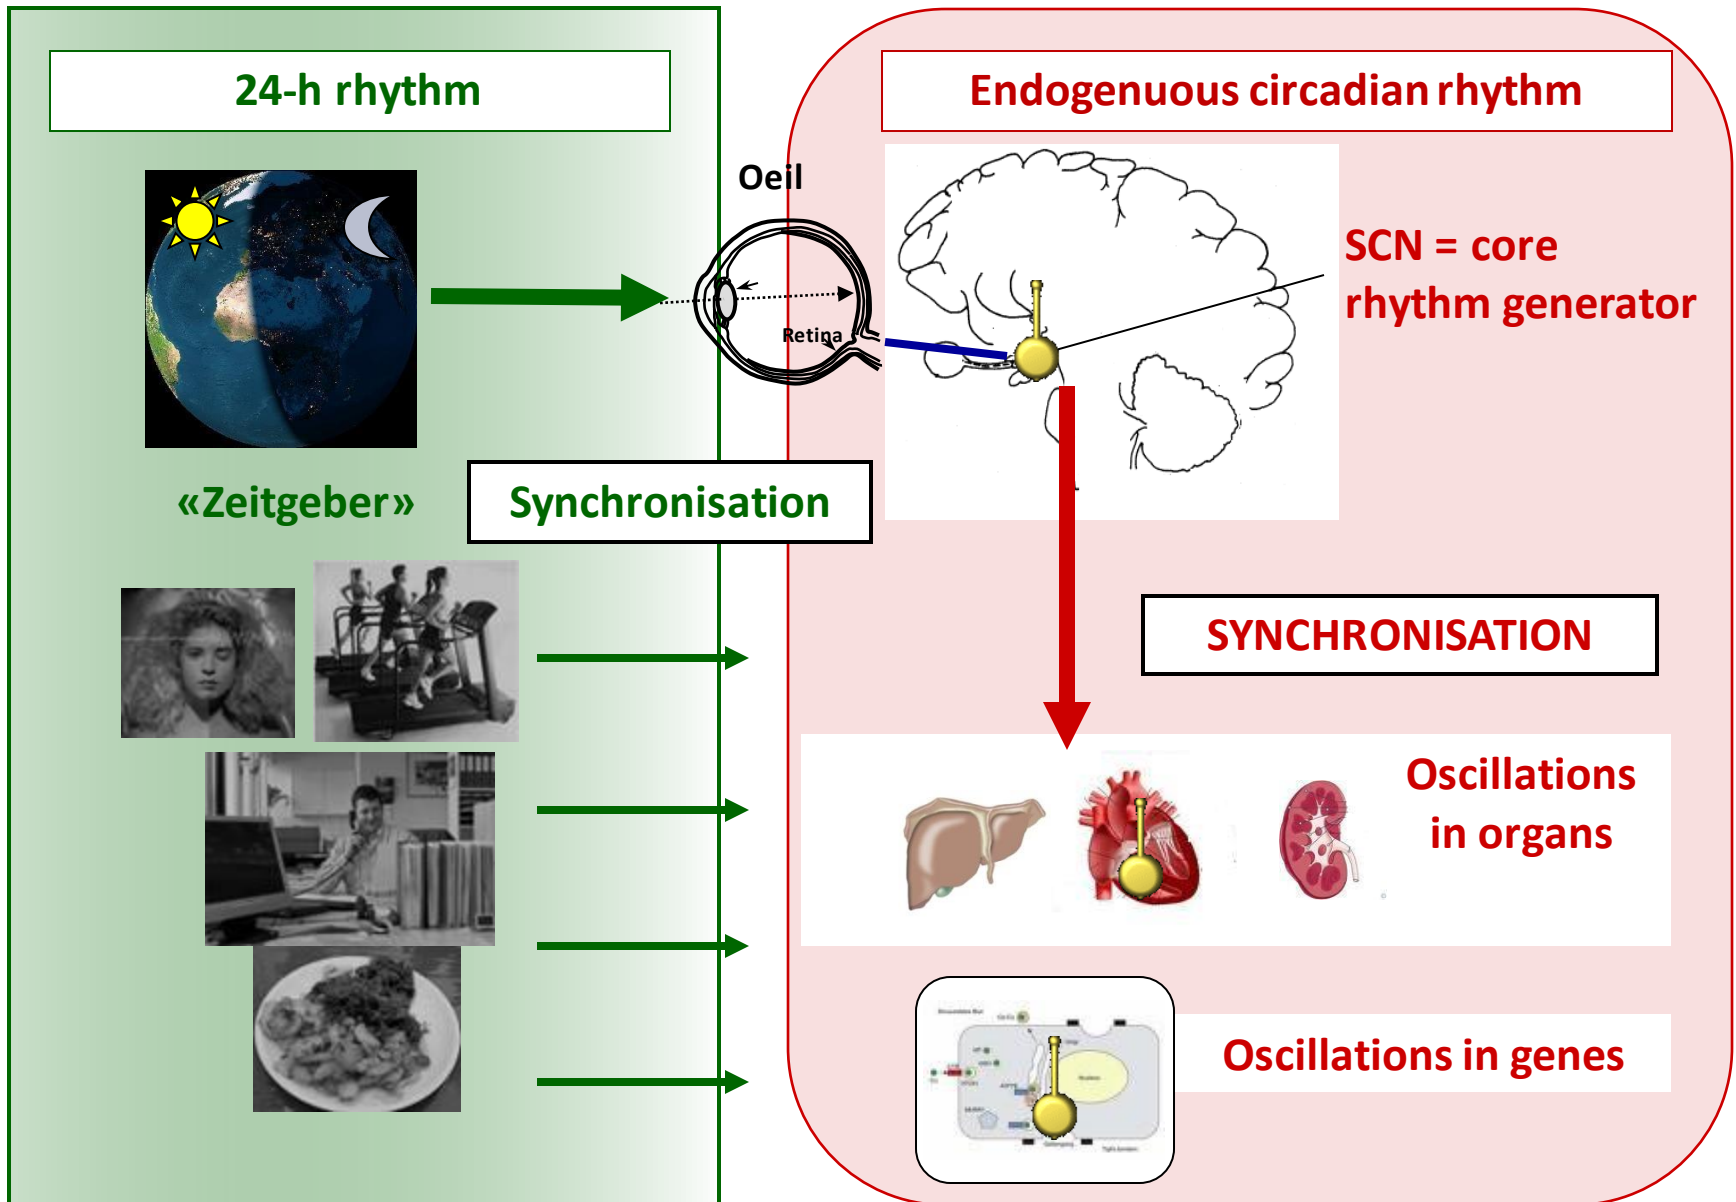 24-h rhythm
Endogenuous circadian rhythm
Oeil
Retina
SCN = core
rhythm generator
«Zeitgeber»
Synchronisation
SYNCHRONISATION
Oscillations
in organs
Oscillations in genes
Nucleus